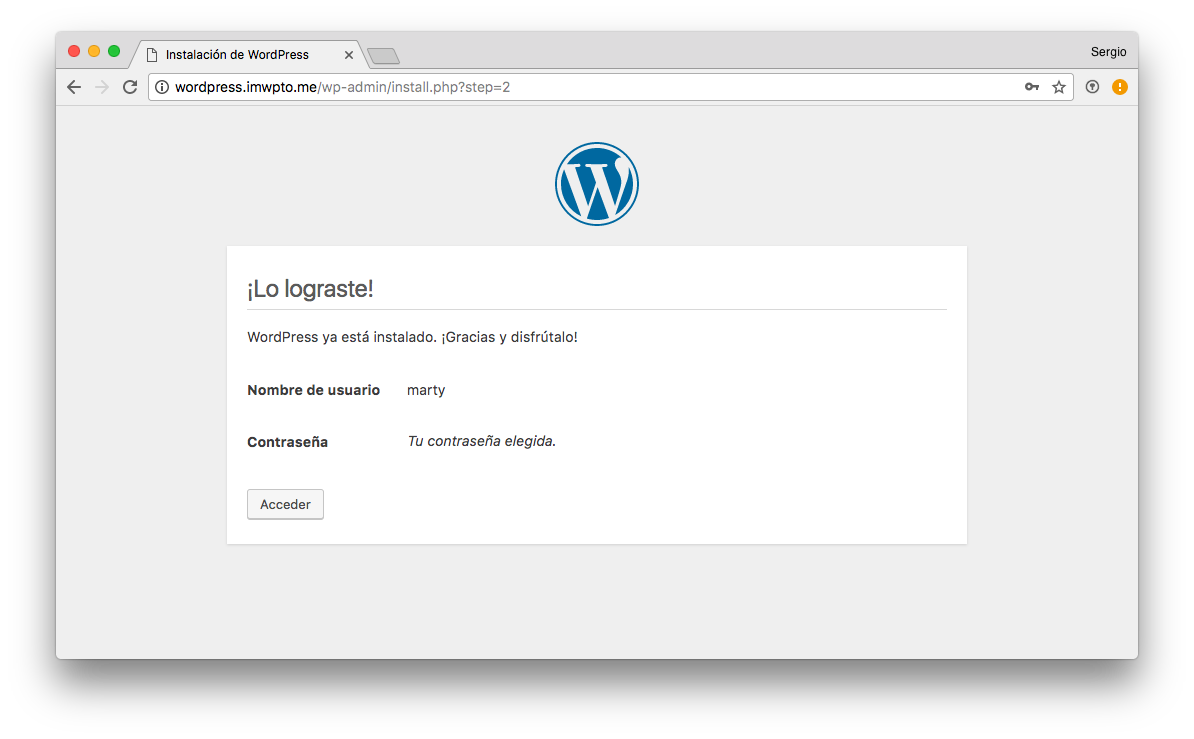 Instalación de WordPress
Sergio
wordpress.imwpto.me/wp-admin/install.php?step=2
¡Lo lograste!
WordPress ya está instalado. ¡Gracias y disfrútalo!
Nombre de usuario marty
Contraseña Tu contraseña elegida.
Acceder